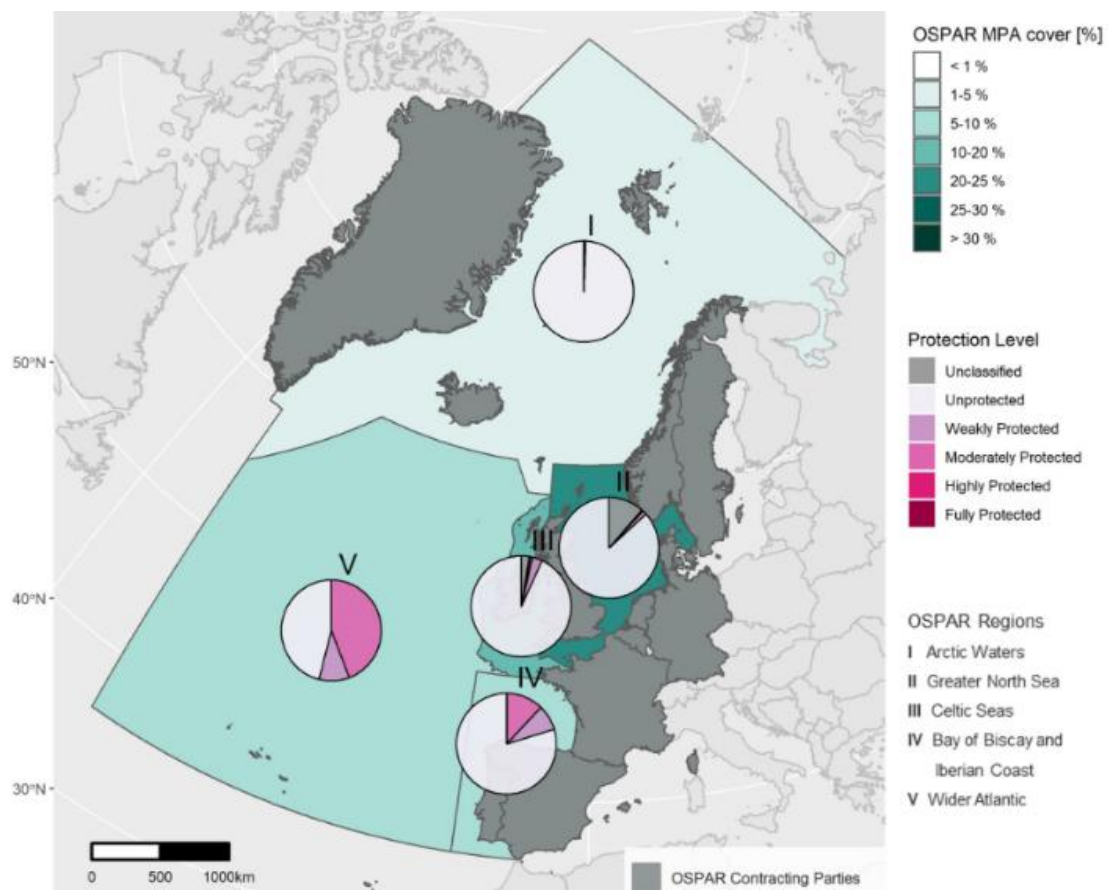 OSPAR MPA cover [%]
< 1 %
1-5 %
5-10 %
10-20 %
20-25 %
25-30 %
> 30 %
I
50°N
Protection Level
Unclassified
Unprotected
Weakly Protected
Moderately Protected
Highly Protected
Fully Protected
II
III
V
40°N
IV
OSPAR Regions
I Arctic Waters
II Greater North Sea
III Celtic Seas
IV Bay of Biscay and
Iberian Coast
V Wider Atlantic
30°N
0 500 1000km
OSPAR Contracting Parties